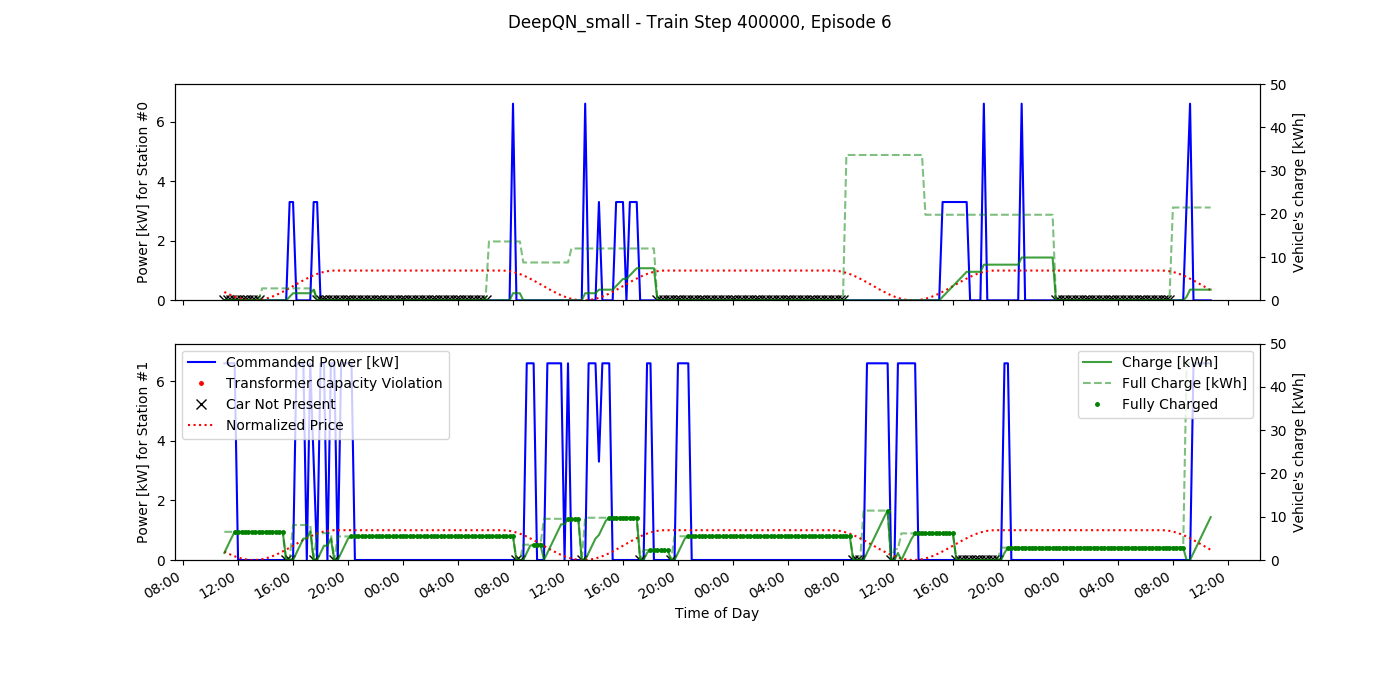 DeepQN_small - Train Step 400000, Episode 6
Power [kW] for Station #0
6
4
2
0
50
40
30
20
10
0
Vehicle's charge [kWh]
Power [kW] for Station #1
6
4
2
0
Commanded Power [kW]
Transformer Capacity Violation
Car Not Present
Normalized Price
Charge [kWh]
Full Charge [kWh]
Fully Charged
50
40
30
20
10
0
Vehicle's charge [kWh]
08:00 12:00 16:00 20:00 00:00 04:00 08:00 12:00 16:00 20:00 00:00 04:00 08:00 12:00 16:00 20:00 00:00 04:00 08:00 12:00
Time of Day